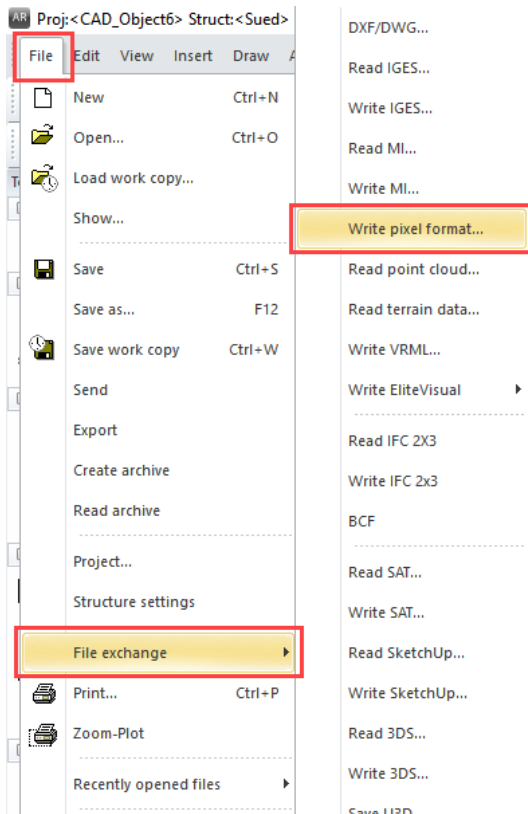 AR Proj:<CAD_Object6> Struct:<Sued>
File Edit View Insert Draw
New Ctrl+N
Open... Ctrl+O
Load work copy...
Show...
Save Ctrl+S
Save as... F12
Save work copy Ctrl+W
Send
Export
Create archive
Read archive
Project...
Structure settings
File exchange
Print... Ctrl+P
Zoom-Plot
Recently opened files
DXF/DWG...
Read IGES...
Write IGES...
Read MI...
Write MI...
Write pixel format...
Read point cloud...
Read terrain data...
Write VRML...
Write EliteVisual
Read IFC 2X3
Write IFC 2x3
BCF
Read SAT...
Write SAT...
Read SketchUp...
Write SketchUp...
Read 3DS...
Write 3DS...
Save U3D